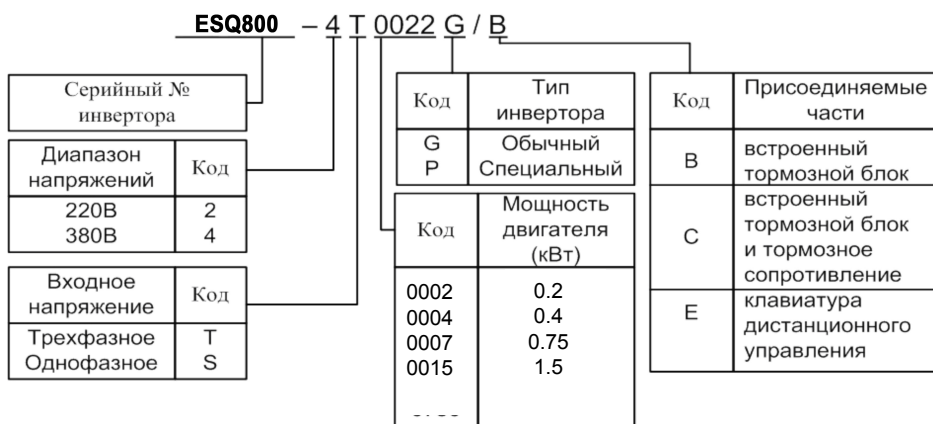 ESQ800 – 4 T 0022 G / B
Серийный №
инвертора
Диапазон
напряжений
Код
220В 2
380В 4
Входное
напряжение
Код
Трехфазное T
Однофазное S
Код
Тип
инвертора
G Обычный
P Специальный
Код
Мощность
двигателя
(кВт)
0002 0.2
0004 0.4
0007 0.75
0015 1.5
Код
Присоединяемые
части
B
встроенный
тормозной блок
C
встроенный
тормозной блок
и тормозное
сопротивление
E
клавиатура
дистанционного
управления